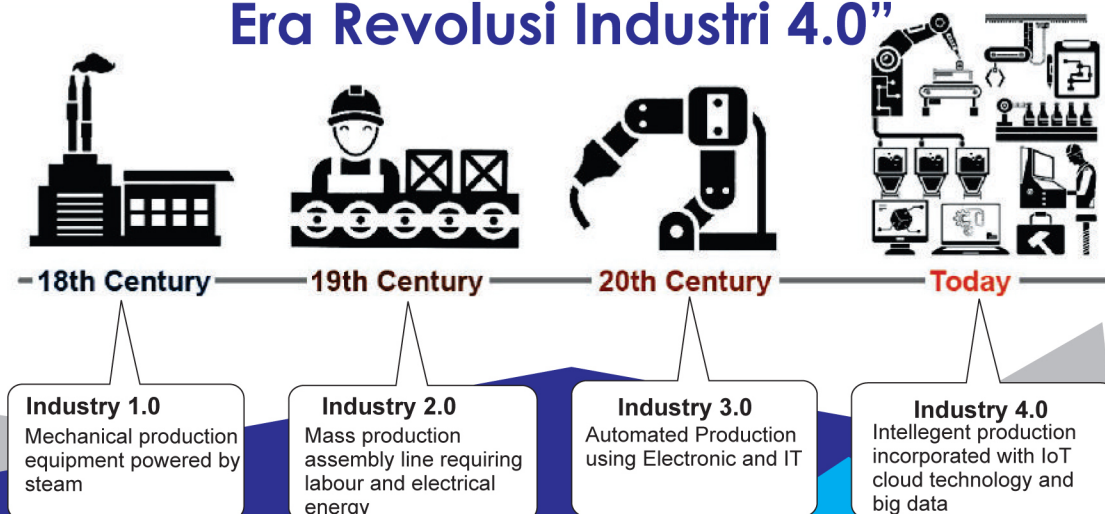 Era Revolusi Industri 4.0”
18th Century
19th Century
20th Century
Today
Industry 1.0
Mechanical production
equipment powered by
steam
Industry 2.0
Mass production
assembly line requiring
labour and electrical
energy
Industry 3.0
Automated Production
using Electronic and IT
Industry 4.0
Intellegent production
incorporated with IoT
cloud technology and
big data